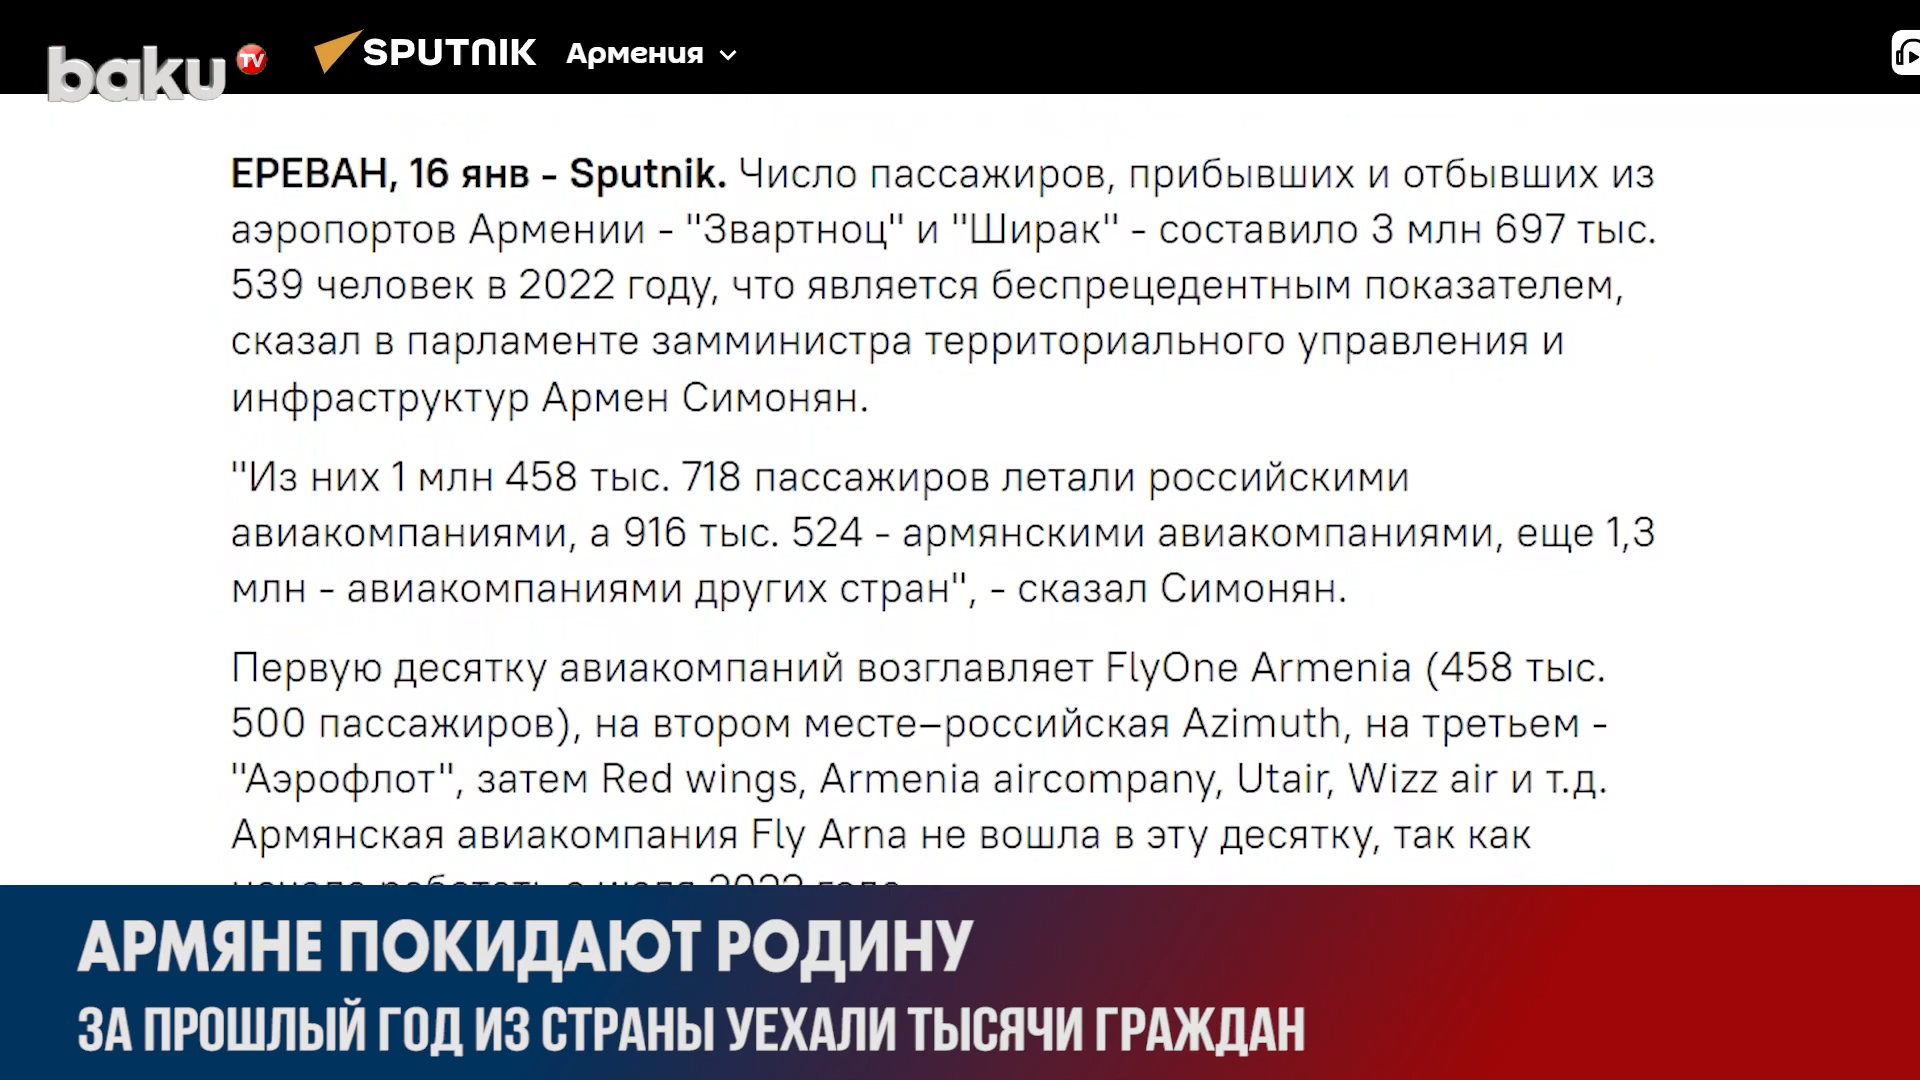 baku TV
SPUTNIK Армения
ЕРЕВАН, 16 янв - Sputnik. Число пассажиров, прибывших и отбывших из
аэропортов Армении - "Звартноц" и "Ширак" - составило 3 млн 697 тыс.
539 человек в 2022 году, что является беспрецедентным показателем,
сказал в парламенте замминистра территориального управления и
инфраструктур Армен Симонян.
"Из них 1 млн 458 тыс. 718 пассажиров летали российскими
авиакомпаниями, а 916 тыс. 524 - армянскими авиакомпаниями, еще 1,3
млн - авиакомпаниями других стран", - сказал Симонян.
Первую десятку авиакомпаний возглавляет FlyOne Armenia (458 тыс.
500 пассажиров), на втором месте–российская Azimuth, на третьем -
"Аэрофлот", затем Red wings, Armenia aircompany, Utair, Wizz air и т.д.
Армянская авиакомпания Fly Arna не вошла в эту десятку, так как
АРМЯНЕ ПОКИДАЮТ РОДИНУ
ЗА ПРОШЛЫЙ ГОД ИЗ СТРАНЫ УЕХАЛИ ТЫСЯЧИ ГРАЖДАН